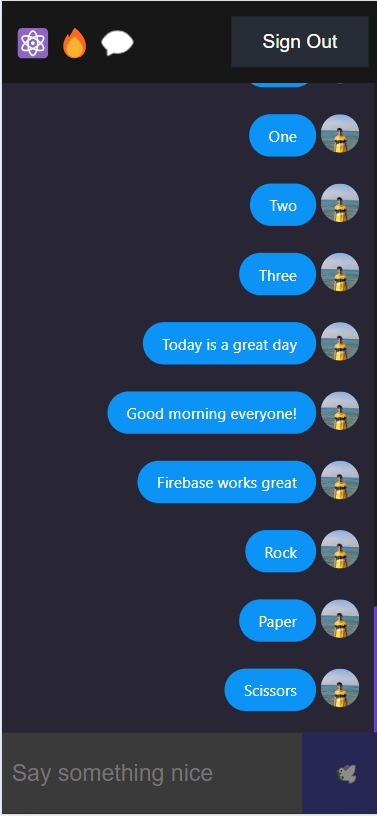 Sign Out
One
Two
Three
Today is a great day
Good morning everyone!
Firebase works great
Rock
Paper
Scissors
Say something nice